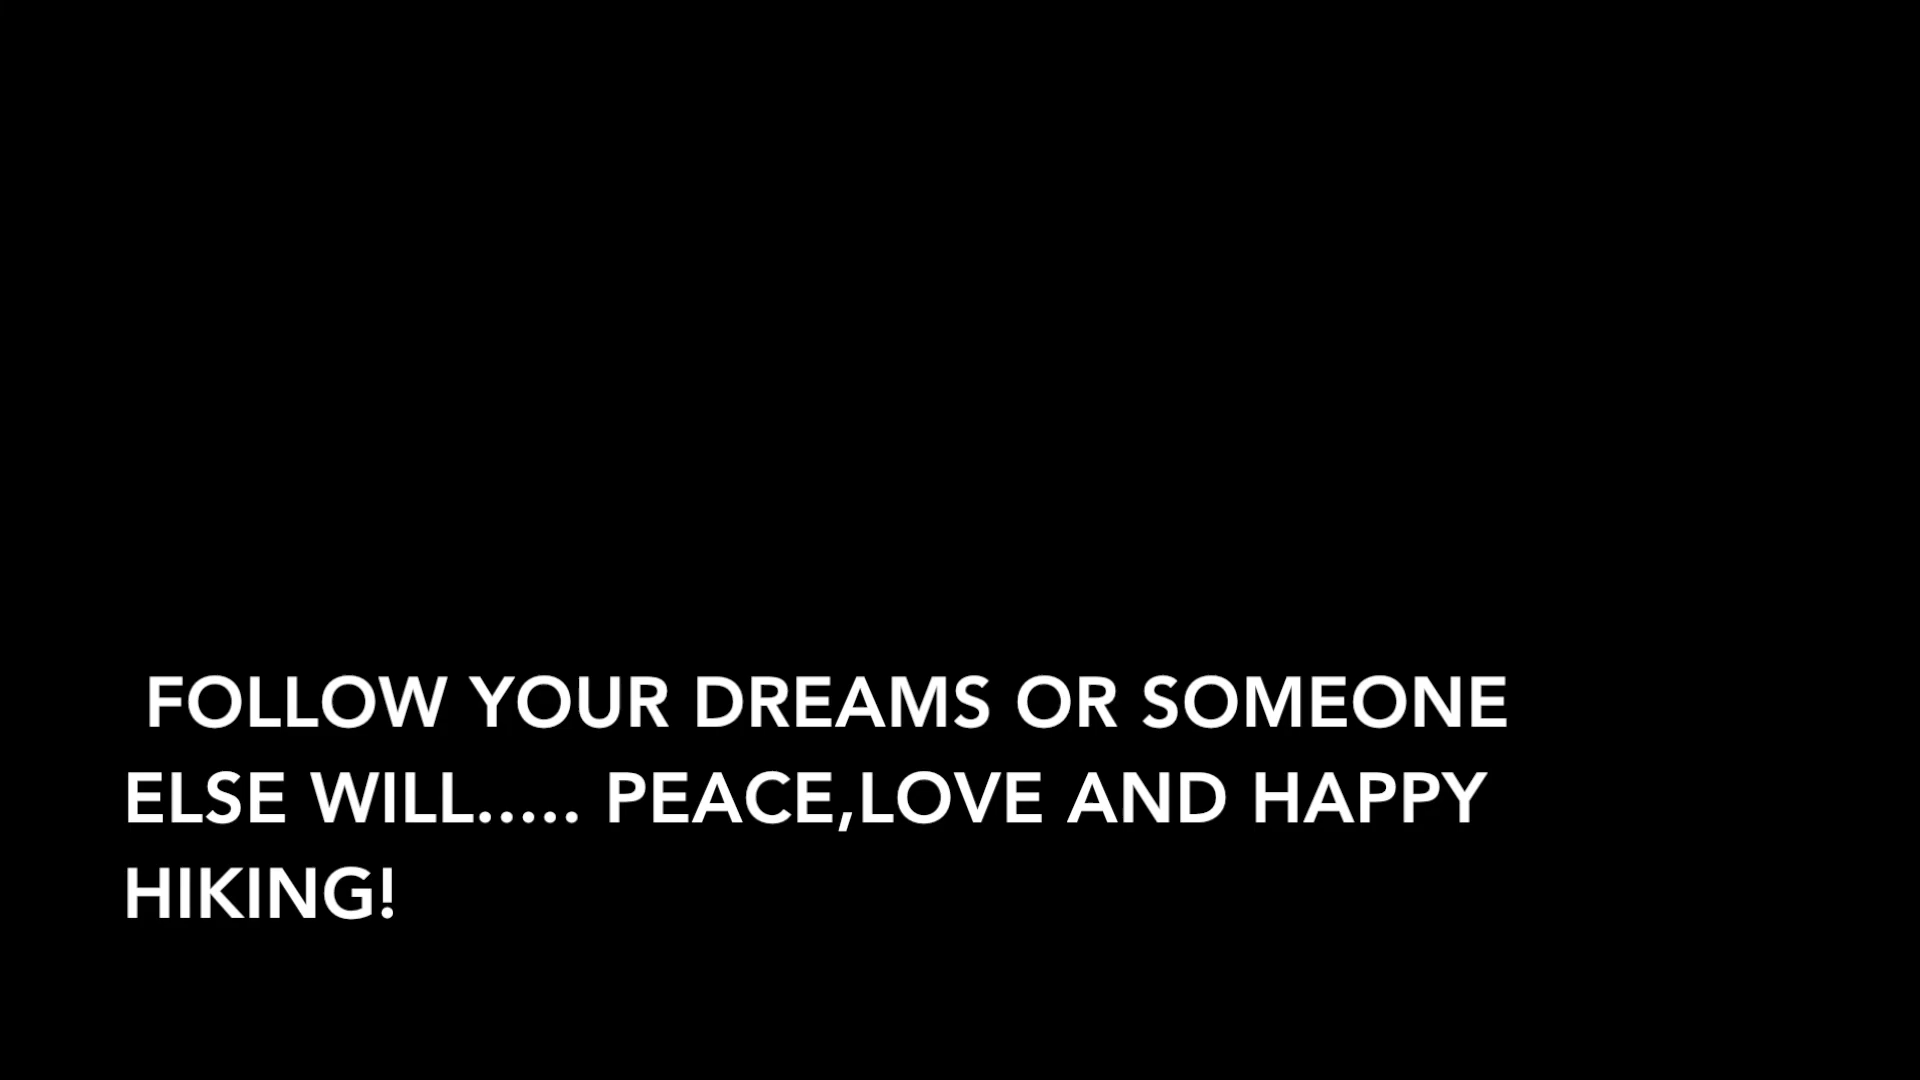 FOLLOW YOUR DREAMS OR SOMEONE
ELSE WILL..... PEACE,LOVE AND HAPPY
HIKING!